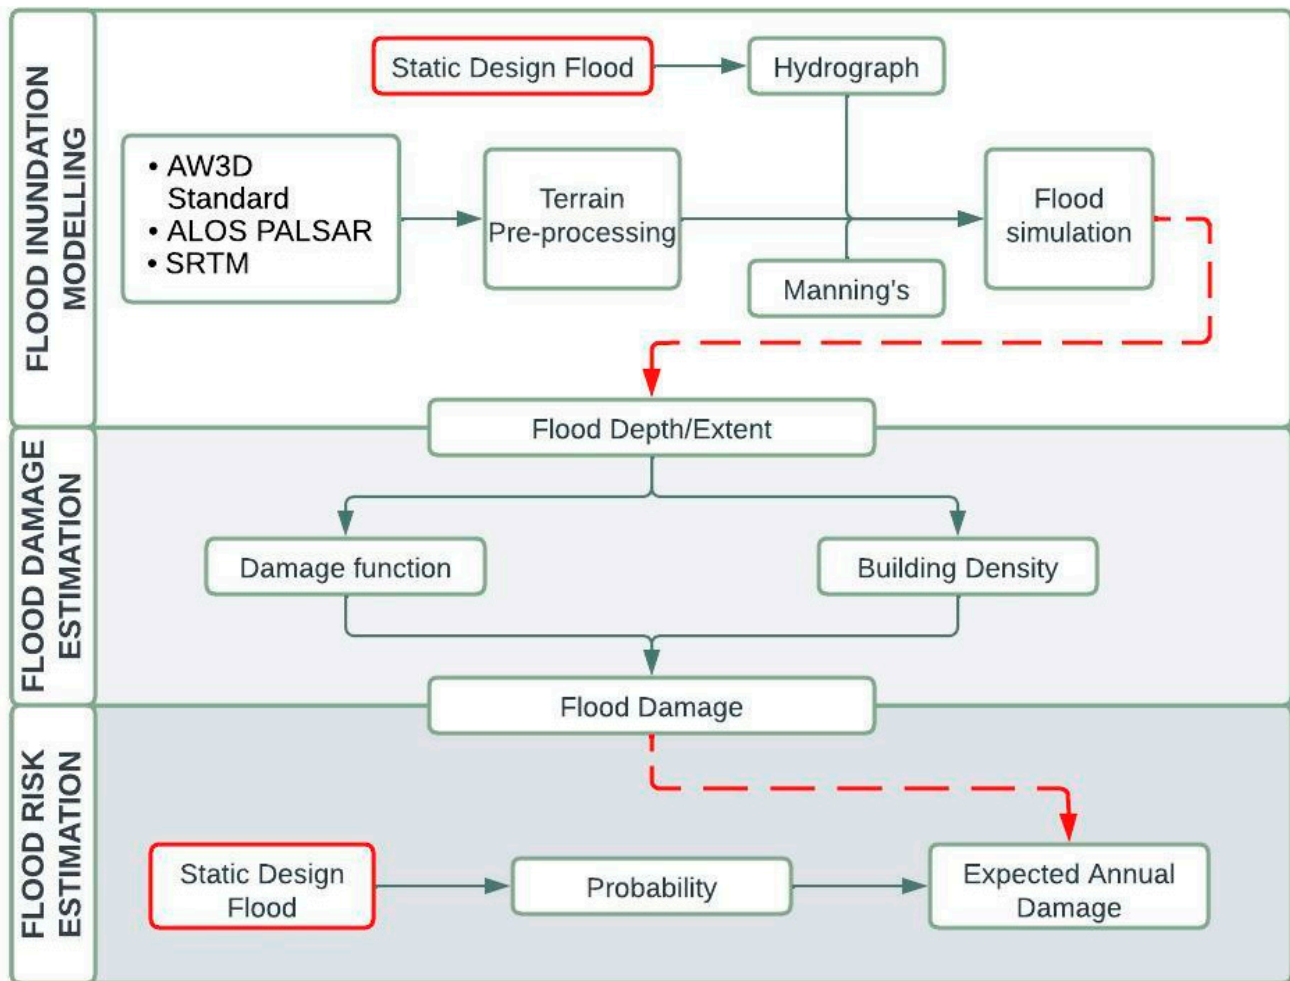 FLOOD INUNDATION
MODELLING
Static Design Flood
Hydrograph
• AW3D
Standard
• ALOS PALSAR
• SRTM
Terrain
Pre-processing
Flood
simulation
Manning's
Flood Depth/Extent
FLOOD DAMAGE
ESTIMATION
Damage function
Building Density
Flood Damage
FLOOD RISK
ESTIMATION
Static Design
Flood
Probability
Expected Annual
Damage